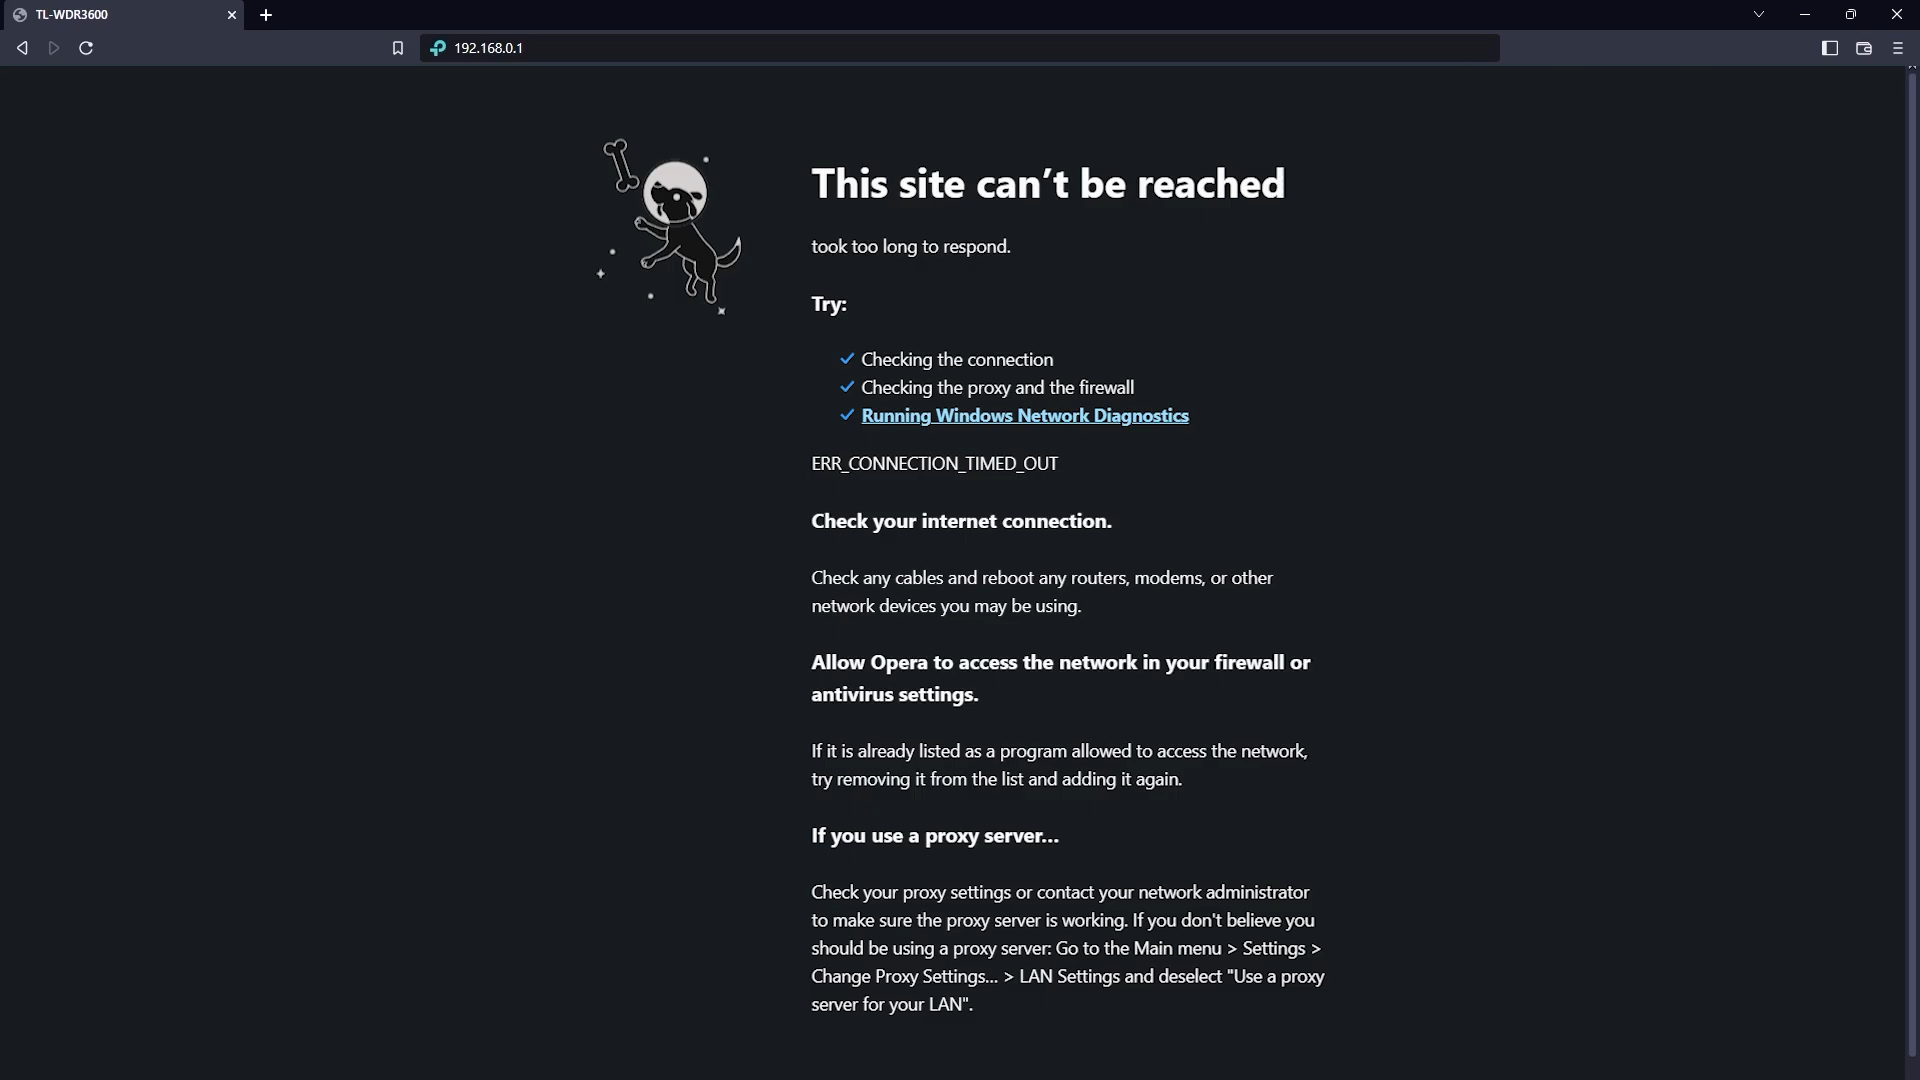 TL-WDR3600
192.168.0.1
This site can’t be reached
took too long to respond.
Try:
Checking the connection
Checking the proxy and the firewall
Running Windows Network Diagnostics
ERR_CONNECTION_TIMED_OUT
Check your internet connection.
Check any cables and reboot any routers, modems, or other
network devices you may be using.
Allow Opera to access the network in your firewall or
antivirus settings.
If it is already listed as a program allowed to access the network,
try removing it from the list and adding it again.
If you use a proxy server...
Check your proxy settings or contact your network administrator
to make sure the proxy server is working. If you don't believe you
should be using a proxy server: Go to the Main menu > Settings >
Change Proxy Settings... > LAN Settings and deselect "Use a proxy
server for your LAN".